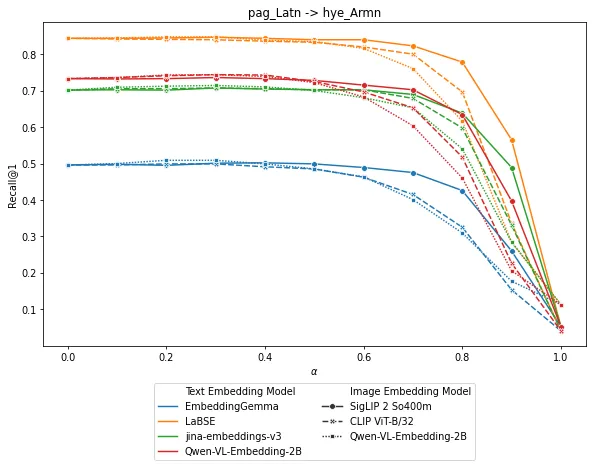 pag_Latn -> hye_Armn
Recall@1
0.8
0.7
0.6
0.5
0.4
0.3
0.2
0.1
0.0 0.2 0.4 0.6 0.8 1.0
α
Text Embedding Model
EmbeddingGemma
LaBSE
jina-embeddings-v3
Qwen-VL-Embedding-2B
Image Embedding Model
SigLIP 2 So400m
CLIP ViT-B/32
Qwen-VL-Embedding-2B